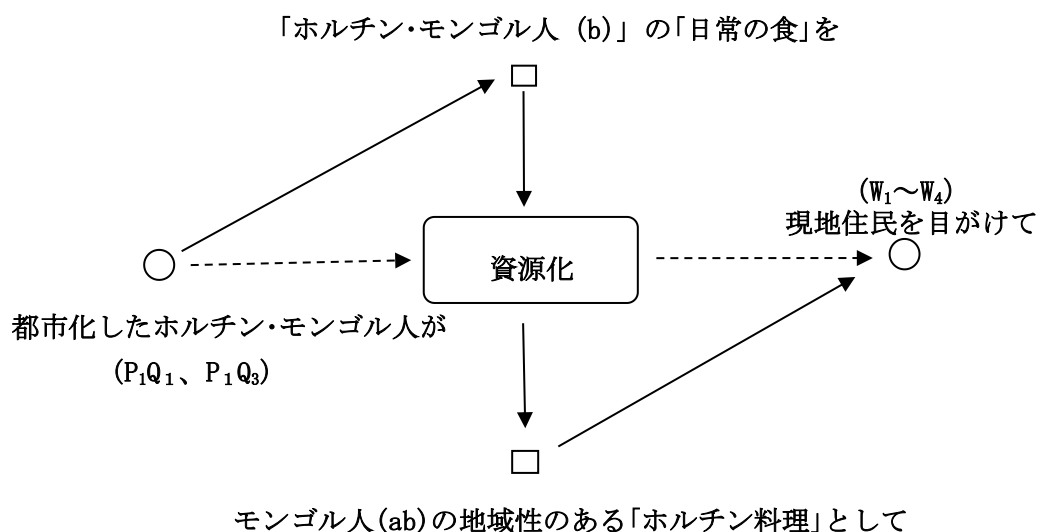 「ホルチン・モンゴル人 (b)」の「日常の食」を
(W₁～W₄)
現地住民を目がけて
資源化
都市化したホルチン・モンゴル人が
(P₁Q₁、P₁Q₃)
モンゴル人(ab)の地域性のある「ホルチン料理」として